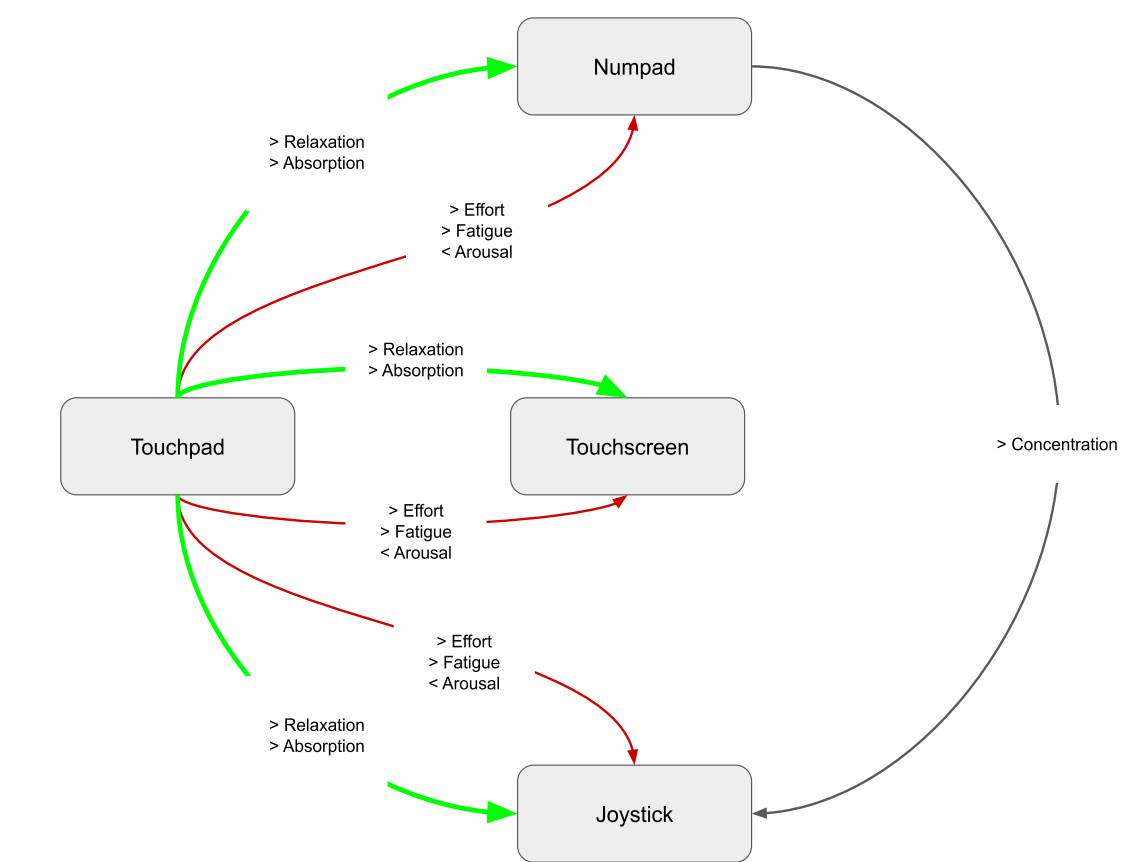 Numpad
> Relaxation
> Absorption
> Effort
> Fatigue
< Arousal
> Relaxation
> Absorption
Touchpad
Touchscreen
> Concentration
> Effort
> Fatigue
< Arousal
> Effort
> Fatigue
< Arousal
> Relaxation
> Absorption
Joystick